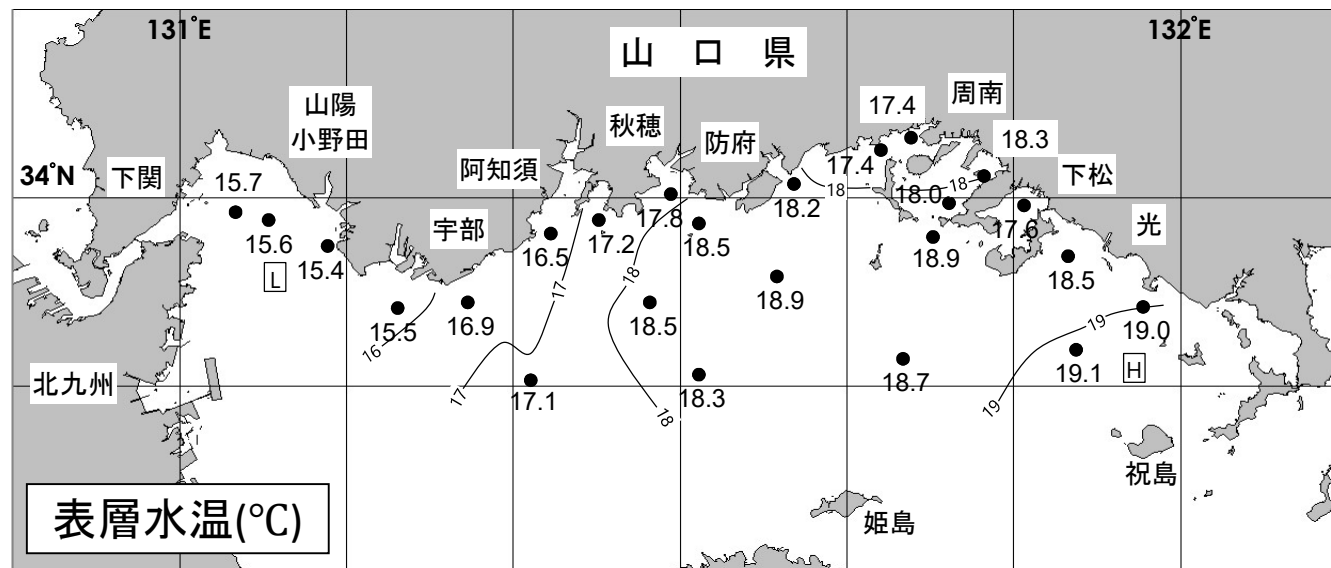 131°E
132°E
山 口 県
山陽
小野田
秋穂
防府
17.4
周南
18.3
阿知須
17.4
下松
34°N
下関
15.7
18
18.0
18
18.2
宇部
17.8
光
15.6
15.4
16.5
17.2
18.5
18.9
17.6
18.5
L
18
17
15.5
16.9
18.5
18.9
19
19.0
16
北九州
17
17.1
18
18.3
18.7
19
19.1
H
祝島
表層水温(℃)
姫島